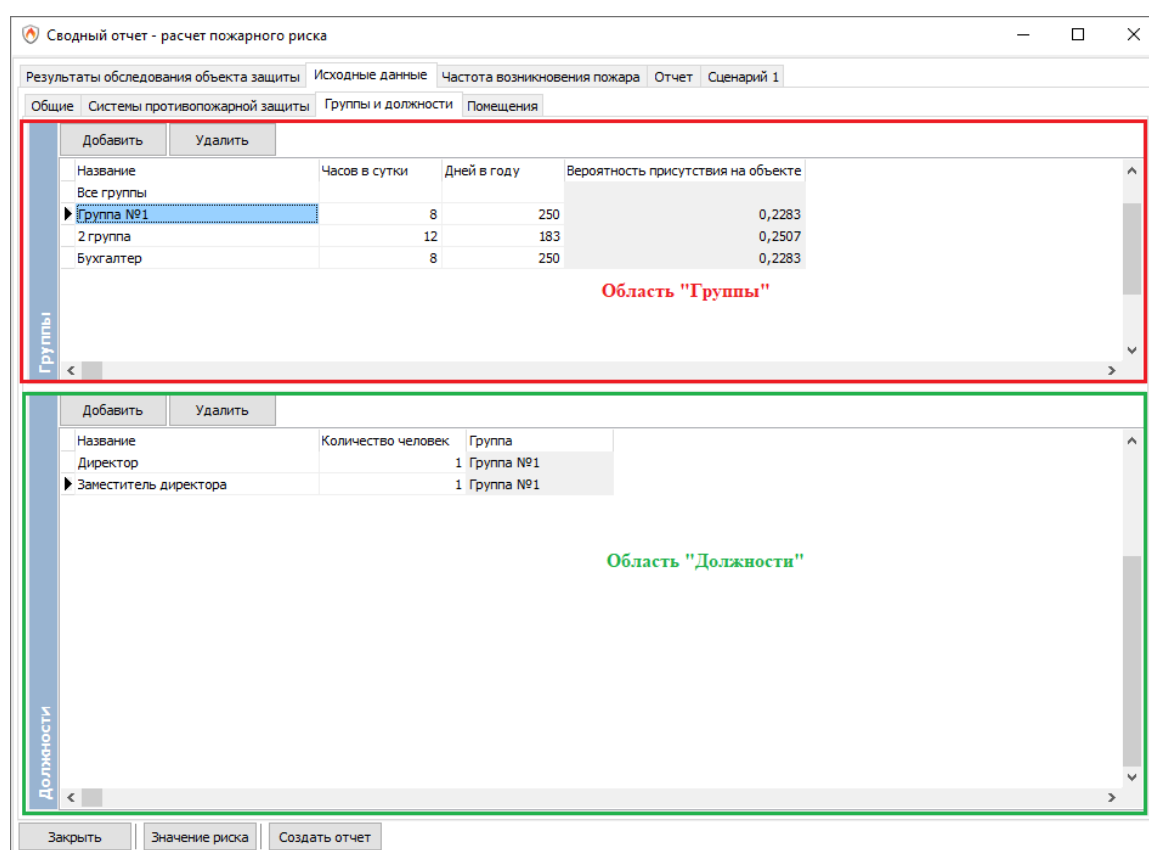 Сводный отчет - расчет пожарного риска
Результаты обследования объекта защиты Исходные данные Частота возникновения пожара Отчет Сценарий 1
Общие Системы противопожарной защиты Группы и должности Помещения
Группы
Добавить Удалить
Название Часов в сутки Дней в году Вероятность присутствия на объекте
Все группы
Группа №1 8 250 0,2283
2 группа 12 183 0,2507
Бухгалтер 8 250 0,2283
Область "Группы"
Должности
Добавить Удалить
Название Количество человек Группа
Директор 1 Группа №1
Заместитель директора 1 Группа №1
Область "Должности"
Закрыть Значение риска Создать отчет